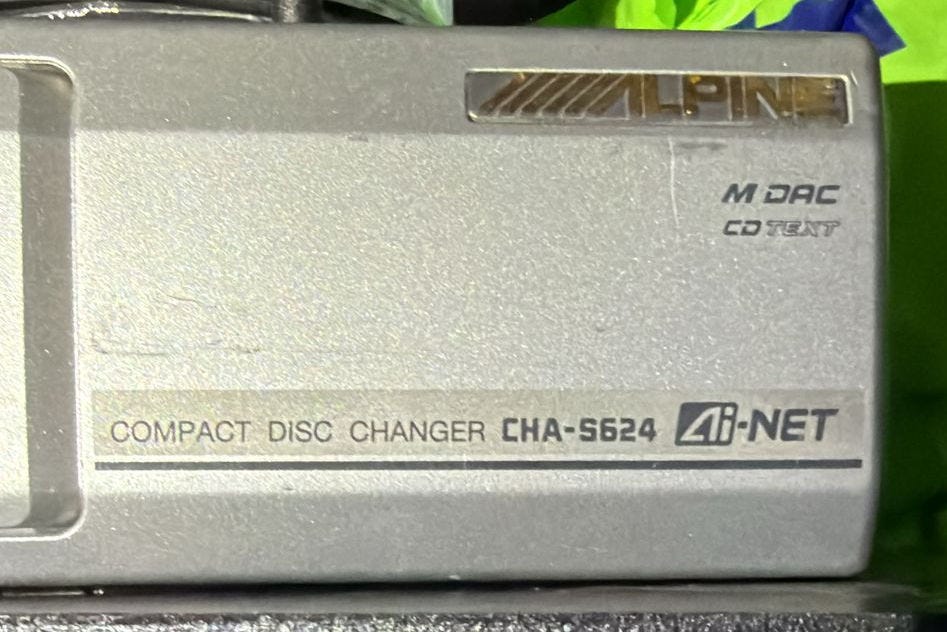 ALPINE
M DAC
CD TEXT
COMPACT DISC CHANGER CHA-S624 Ai-NET